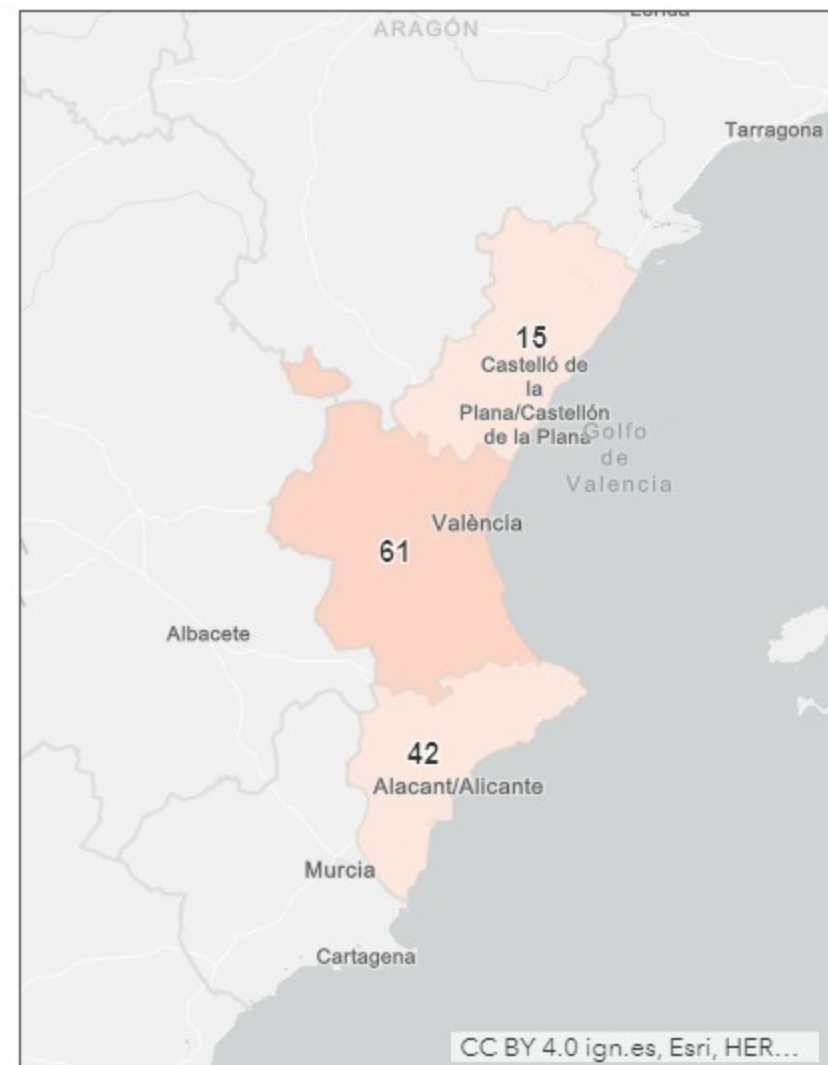 ARAGÓN
Tarragona
15
Castelló de
la
Plana/Castellón
de la Plana
Golfo
de
Valencia
València
61
Albacete
42
Alacant/Alicante
Murcia
Cartagena
CC BY 4.0 ign.es, Esri, HER...